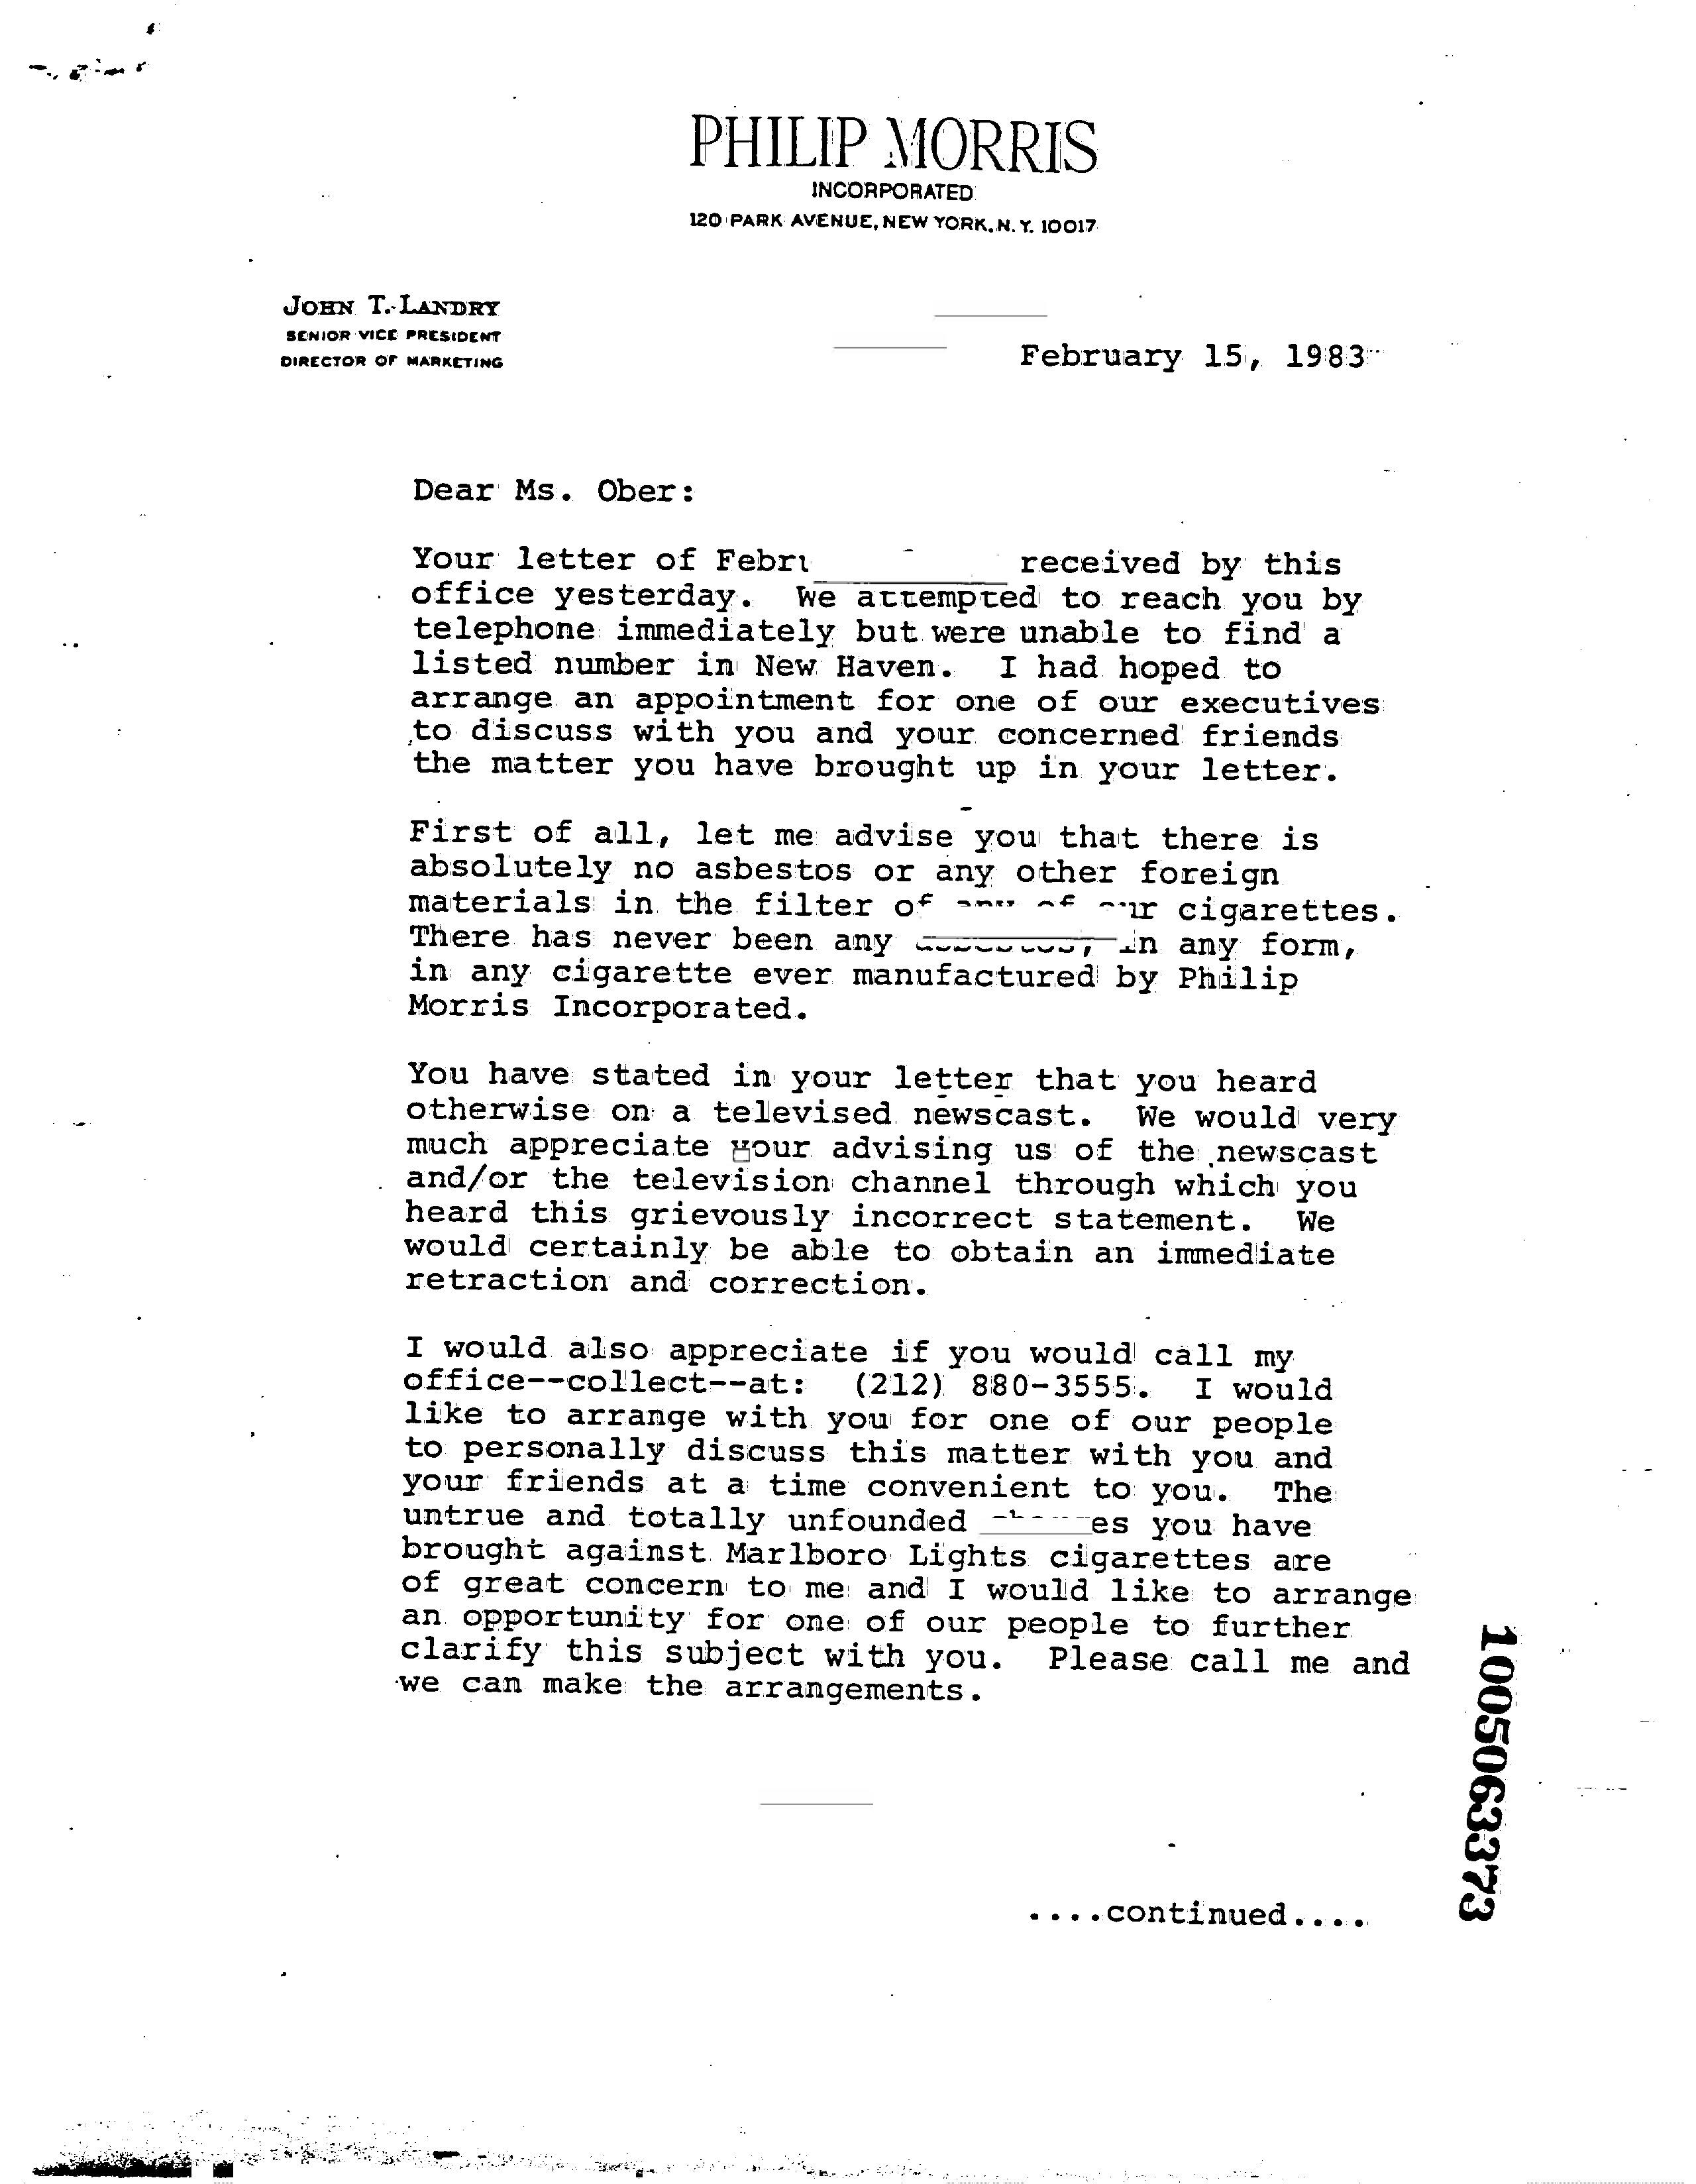 PHILIP MORRIS
INCORPORATED
120 PARK AVENUE, NEW YORK, N. Y. 10017
JOHN T. LANDRY
SENIOR VICE PRESIDENT
DIRECTOR OF MARKETING
February 15, 1983
Dear Ms. Ober:
Your letter of received by this
office yesterday. We attempted to reach you by
telephone immediately but were unable to find a
listed number in New Haven. I had hoped to
arrange an appointment for one of our executives
to discuss with you and your concerned friends
the matter you have brought up in your letter.
First of all, let me advise you that there is
absolutely no asbestos or any other foreign
materials in the filter of cigarettes.
There has never been any in any form,
in any cigarette ever manufactured by Philip
Morris Incorporated.
You have stated in your letter that you heard
otherwise on a televised newscast. We would very
much appreciate your advising us of the newscast
and/or the television channel through which you
heard this grievously incorrect statement. We
would certainly be able to obtain an immediate
retraction and correction.
I would also appreciate if you would call my
office--collect--at: (212) 880-3555. I would
like to arrange with you for one of our people
to personally discuss this matter with you and
your friends at a time convenient to you. The
untrue and totally unfounded you have
brought against Marlboro Lights cigarettes are
of great concern to me and I would like to arrange
an opportunity for one of our people to further
clarify this subject with you. Please call me and
we can make the arrangements.
....continued....
1005063373